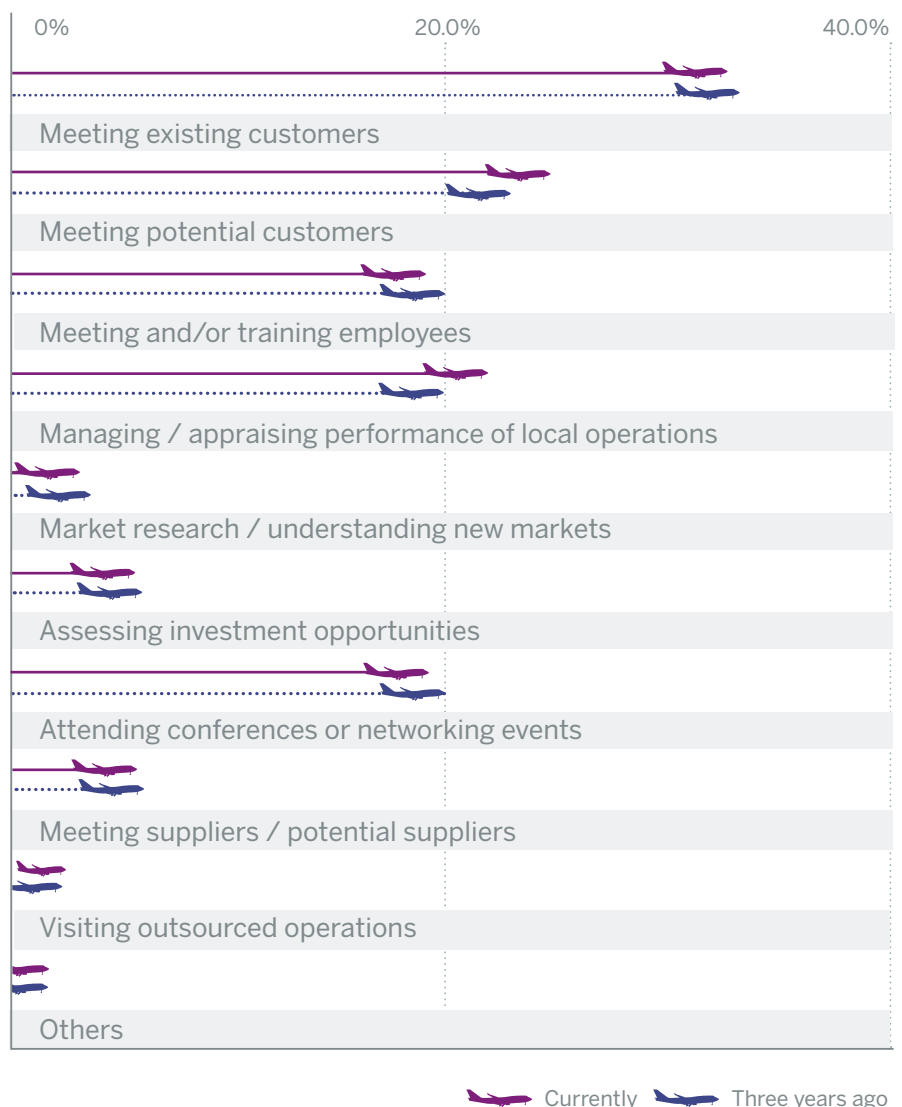 0% 20.0% 40.0%
Meeting existing customers
Meeting potential customers
Meeting and/or training employees
Managing / appraising performance of local operations
Market research / understanding new markets
Assessing investment opportunities
Attending conferences or networking events
Meeting suppliers / potential suppliers
Visiting outsourced operations
Others
Currently Three years ago